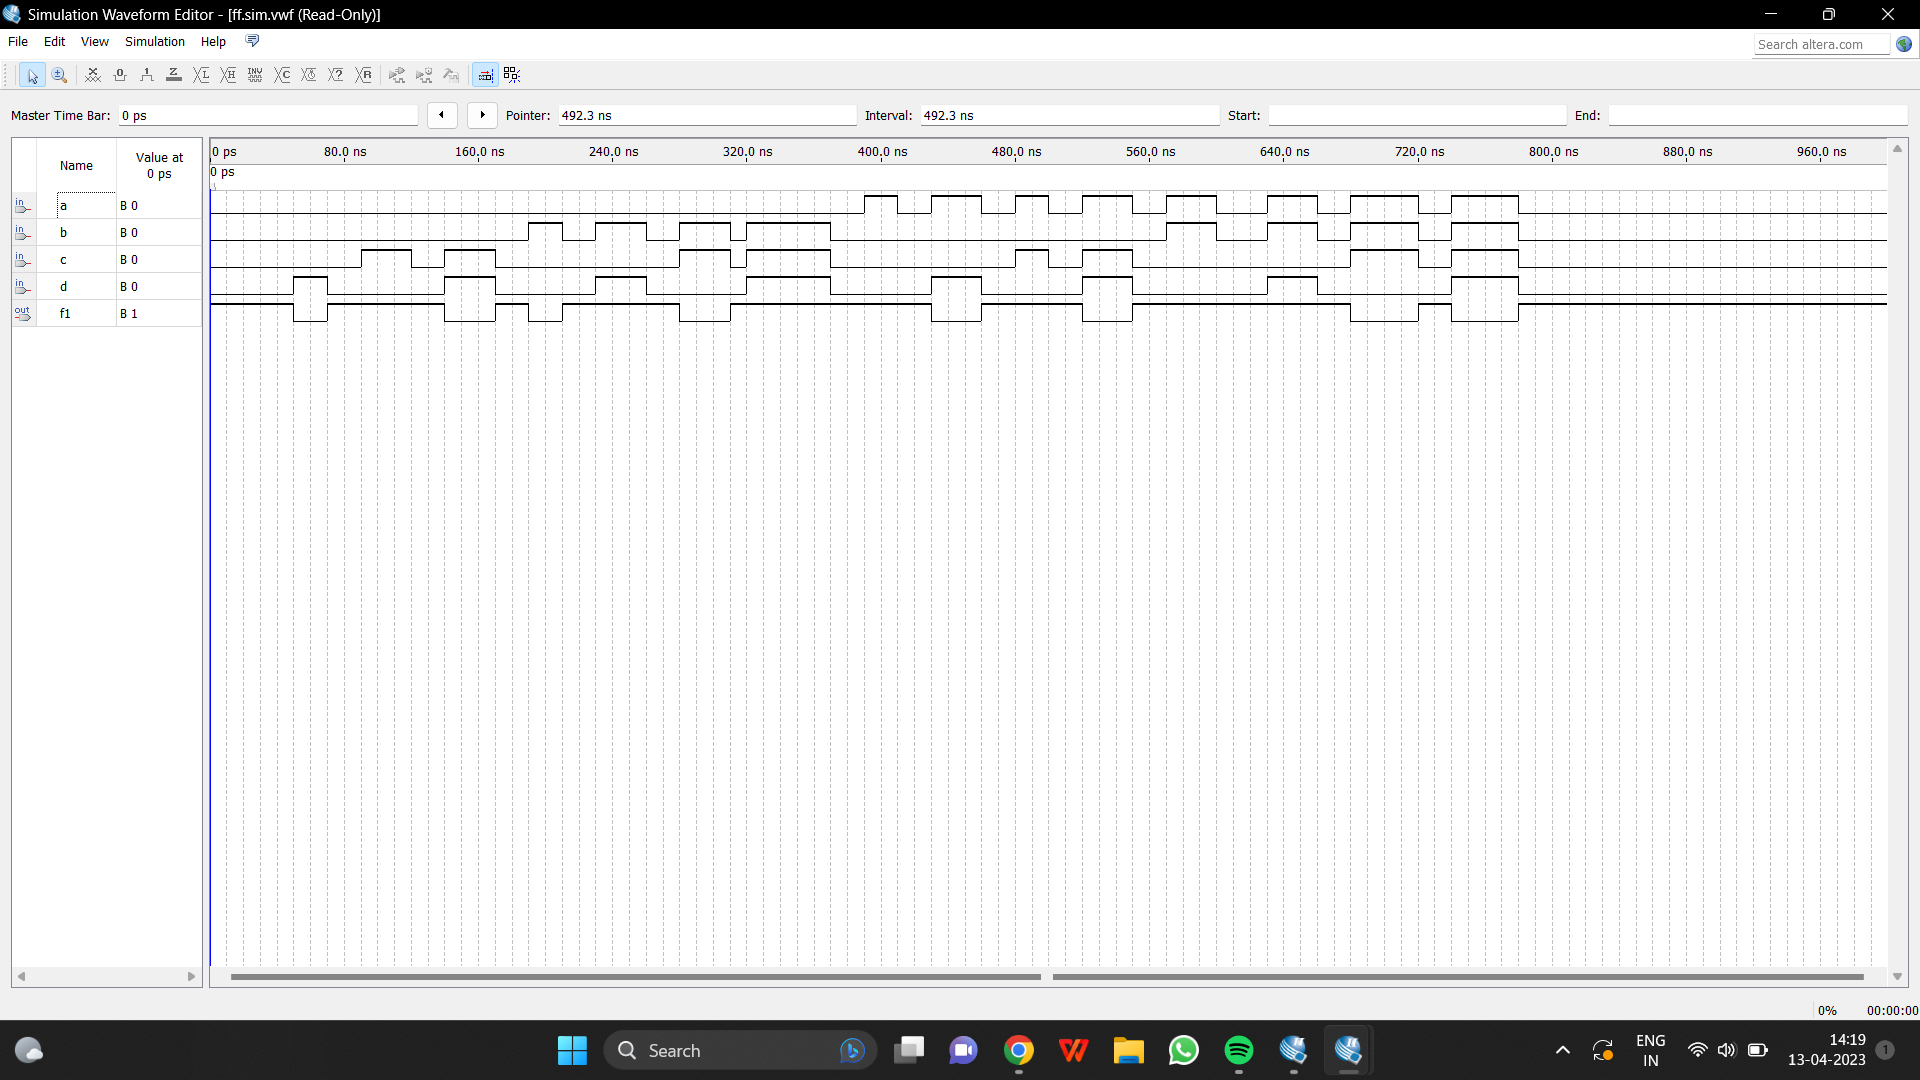 Simulation Waveform Editor - [ff.sim.vwf (Read-Only)]
File Edit View Simulation Help
Search altera.com
Master Time Bar: 0 ps Pointer: 492.3 ns Interval: 492.3 ns Start: End:
Name Value at 0 ps
0 ps 80.0 ns 160.0 ns 240.0 ns 320.0 ns 400.0 ns 480.0 ns 560.0 ns 640.0 ns 720.0 ns 800.0 ns 880.0 ns 960.0 ns
0 ps
in a B 0
in b B 0
in c B 0
in d B 0
out f1 B 1
0% 00:00:00
Search
ENG
IN
14:19
13-04-2023
1